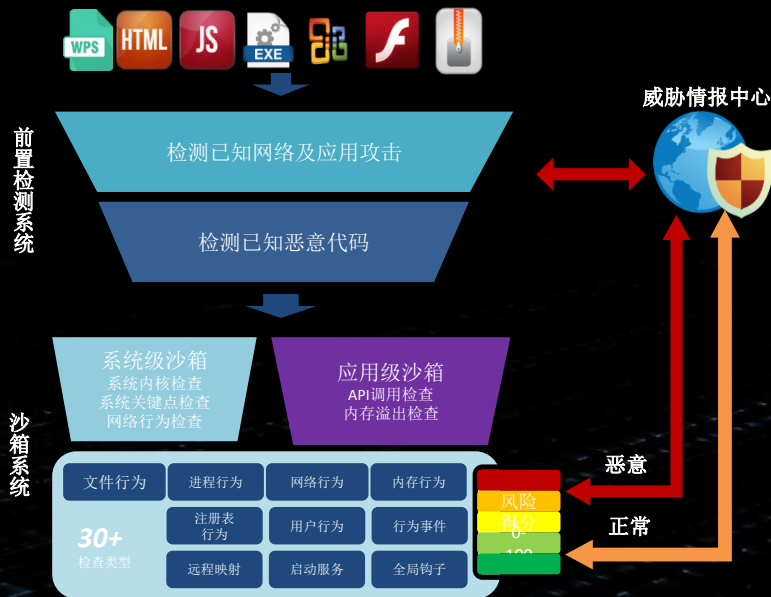 WPS
HTML
JS
EXE
威胁情报中心
前置检测系统
检测已知网络及应用攻击
检测已知恶意代码
系统级沙箱
系统内核检查
系统关键点检查
网络行为检查
应用级沙箱
API调用检查
内存溢出检查
沙箱系统
文件行为
进程行为
网络行为
内存行为
注册表
行为
用户行为
行为事件
30+
检查类型
远程映射
启动服务
全局钩子
风险
得分
0-
100
恶意
正常